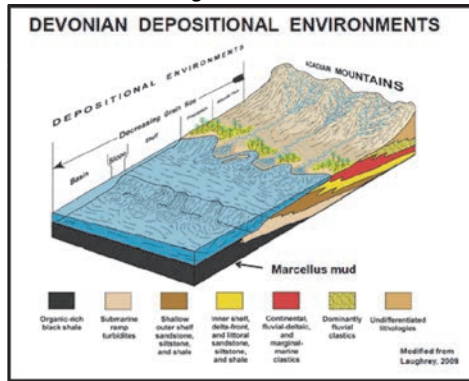 DEVONIAN DEPOSITIONAL ENVIRONMENTS
DEPOSITIONAL ENVIRONMENTS
Decreasing Grain Size
Basin
Slope
Shelf
ACADIAN MOUNTAINS
Marcellus mud
Organic-rich
black shale
Submarine
ramp
turbidites
Shallow
outer shelf
sandstone,
siltstone,
and shale
Inner shelf,
delta-front,
and littoral
sandstone,
siltstone,
and shale
Continental,
fluvial-deltaic,
and
marginal-
marine
clastics
Dominantly
fluvial
clastics
Undifferentiated
lithologies
Modified from
Laughrey, 2009